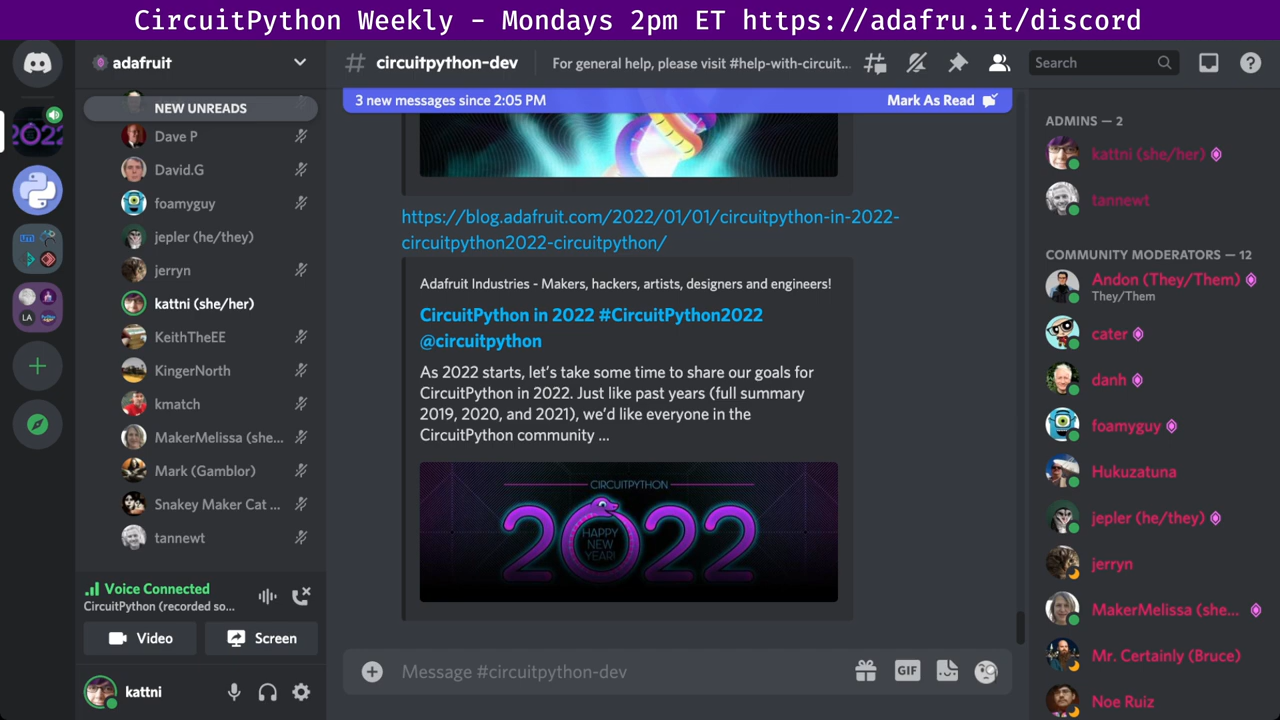 CircuitPython Weekly - Mondays 2pm ET https://adafru.it/discord
adafruit
NEW UNREADS
Dave P
David.G
foamyguy
jepler (he/they)
jerryn
kattni (she/her)
KeithTheEE
KingerNorth
kmatch
MakerMelissa (she...
Mark (Gamblor)
Snakey Maker Cat ...
tannewt
Voice Connected
CircuitPython (recorded so...
Video
Screen
kattni
2022
LA
circuitpython-dev
For general help, please visit #help-with-circuit...
Search
3 new messages since 2:05 PM
Mark As Read
https://blog.adafruit.com/2022/01/01/circuitpython-in-2022-
circuitpython2022-circuitpython/
Adafruit Industries - Makers, hackers, artists, designers and engineers!
CircuitPython in 2022 #CircuitPython2022
@circuitpython
As 2022 starts, let’s take some time to share our goals for
CircuitPython in 2022. Just like past years (full summary
2019, 2020, and 2021), we’d like everyone in the
CircuitPython community ...
CIRCUITPYTHON
2022
HAPPY
NEW
YEAR!
Message #circuitpython-dev
GIF
ADMINS — 2
kattni (she/her)
tannewt
COMMUNITY MODERATORS — 12
Andon (They/Them)
They/Them
cater
danh
foamyguy
Hukuzatuna
jepler (he/they)
jerryn
MakerMelissa (she...
Mr. Certainly (Bruce)
Noe Ruiz